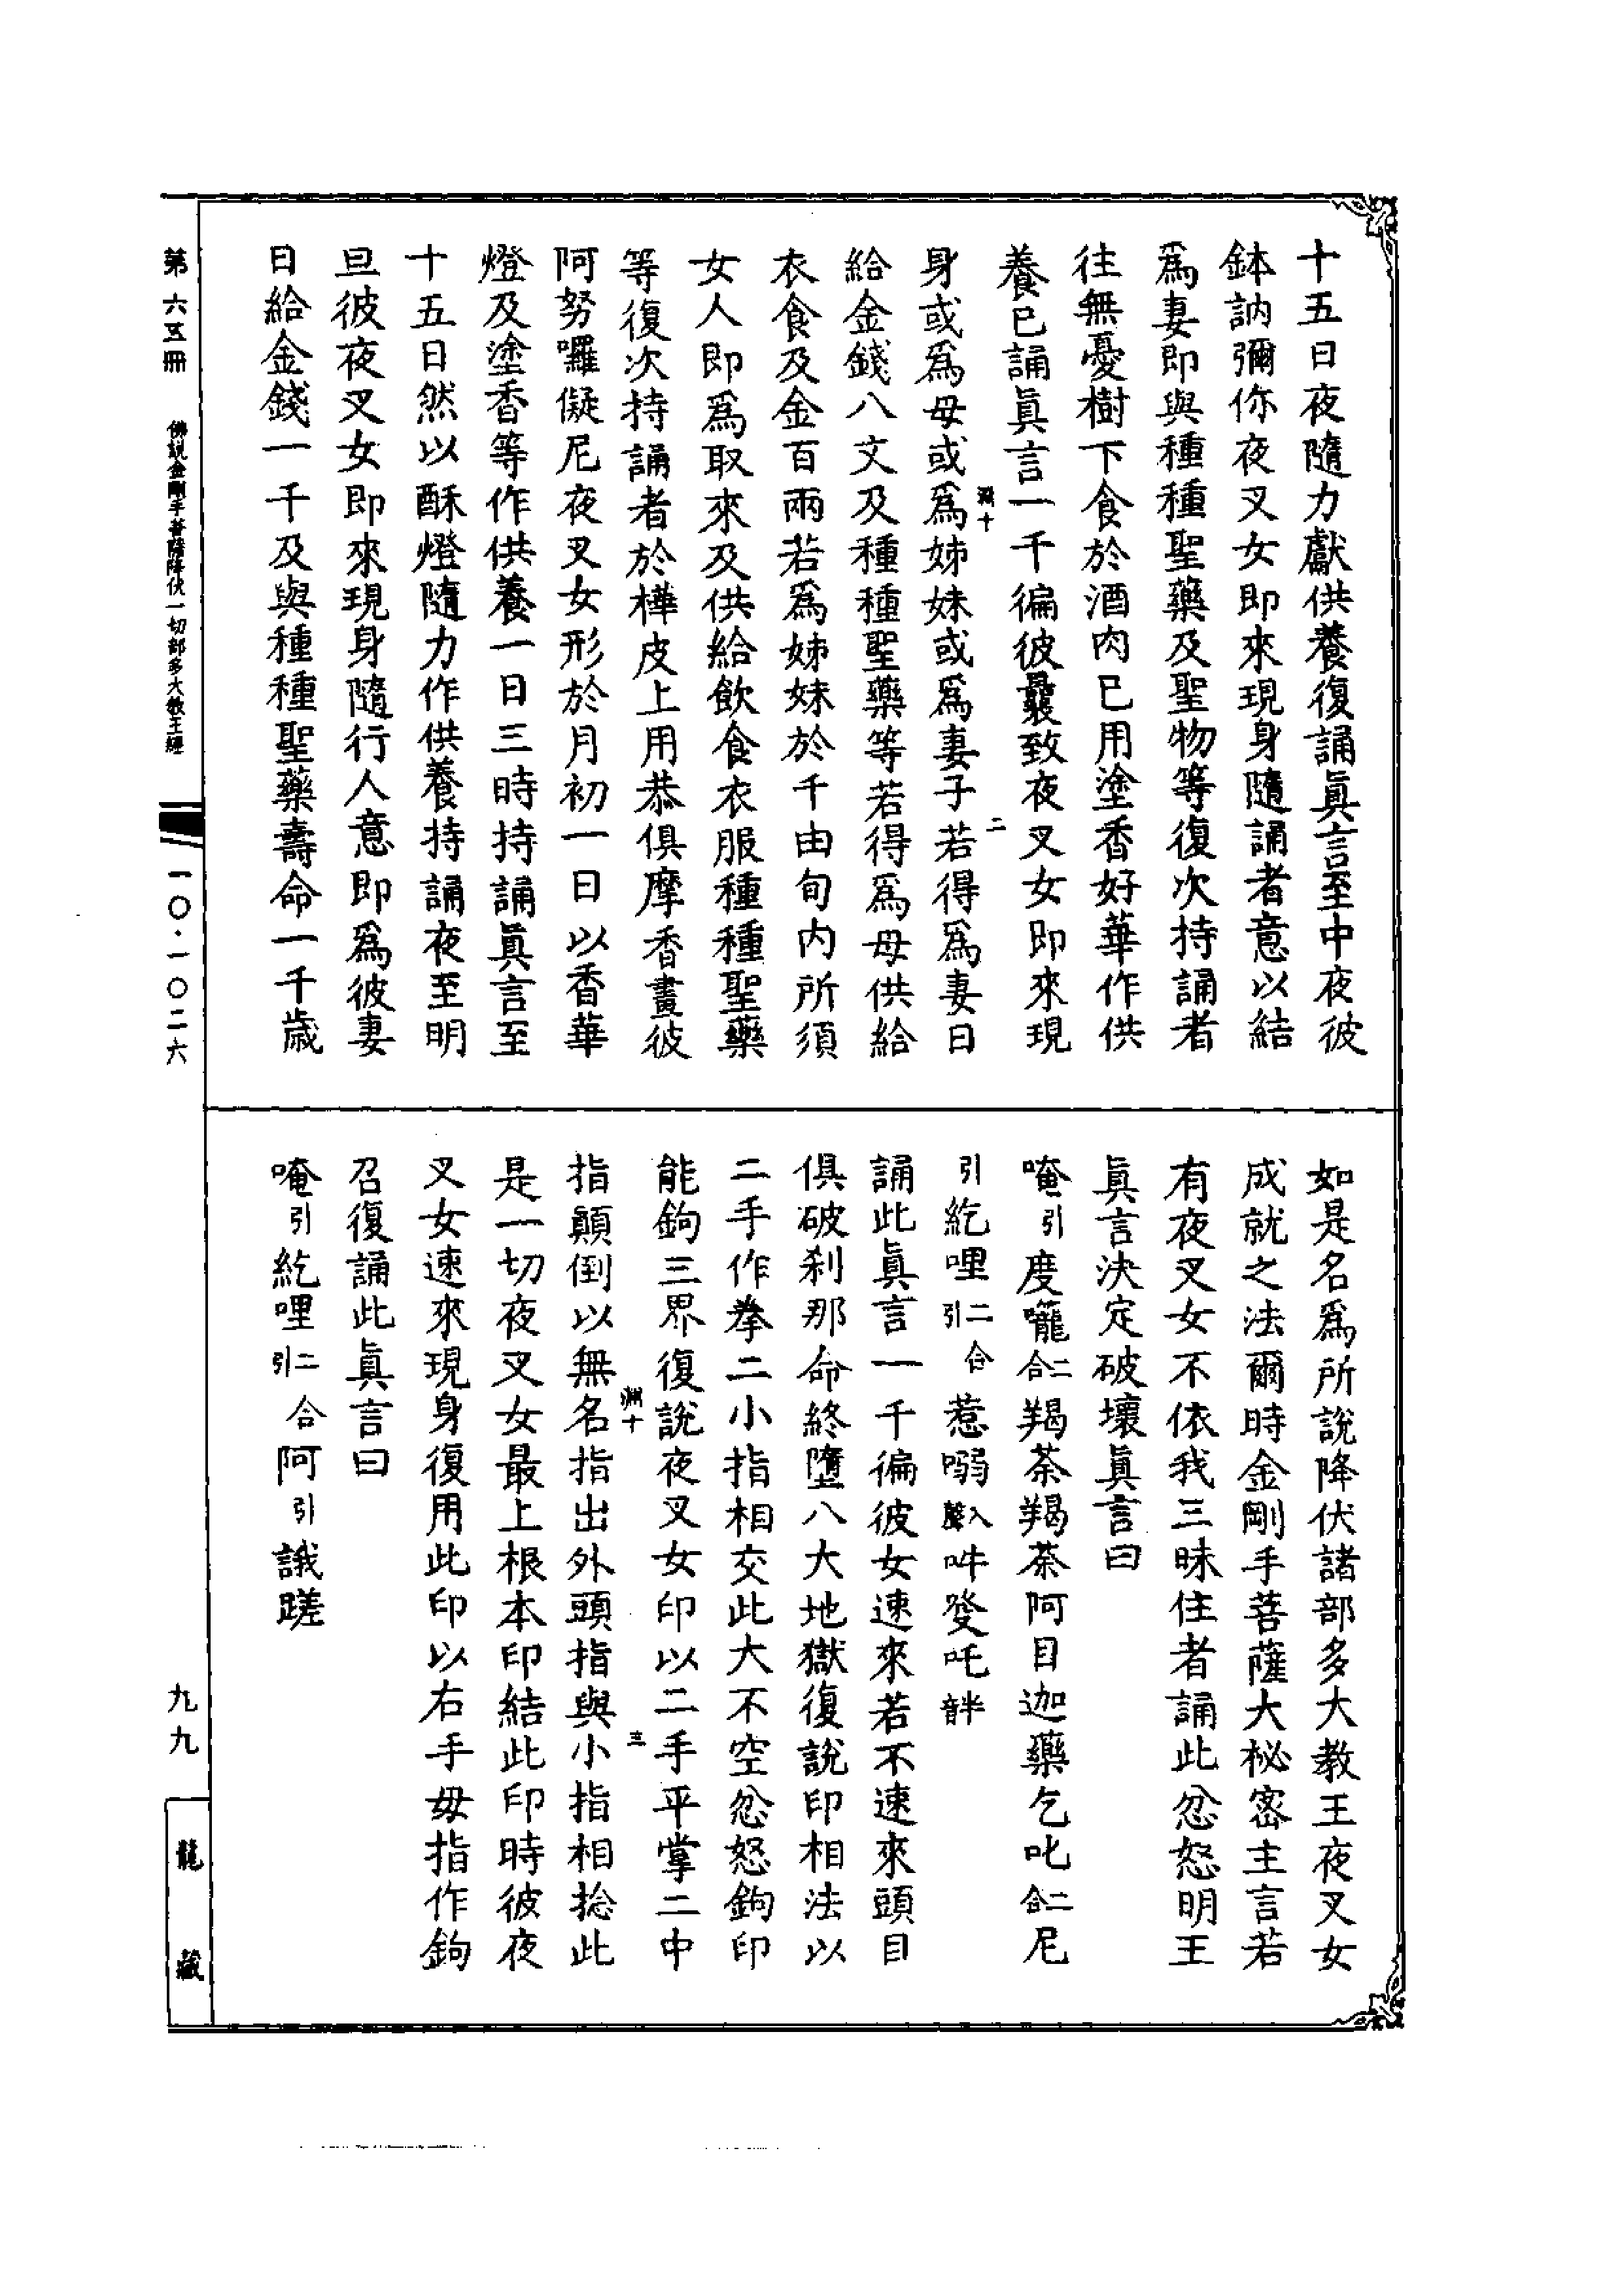 十五日夜隨力獻供養復誦眞言至中夜彼
鉢訥彌你夜叉女即來現身隨誦者意以結
爲妻即與種種聖藥及聖物等復次持誦者
往無憂樹下食於酒肉已用塗香好華作供
養已誦眞言一千徧彼曩致夜叉女即來現
身或爲母或爲姊妹或爲妻子若得爲妻日
給金錢八文及種種聖藥等若得爲母供給
衣食及金百兩若爲姊妹於千由旬內所須
女人即爲取來及供給飲食衣服種種聖藥
等復次持誦者於樺皮上用恭俱摩香畫彼
阿努囉儗尼夜叉女形於月初一日以香華
燈及塗香等作供養一日三時持誦眞言至
十五日然以酥燈隨力作供養持誦夜至明
旦彼夜叉女即來現身隨行人意即爲彼妻
日給金錢一千及與種種聖藥壽命一千歲
如是名爲所說降伏諸部多大教王夜叉女
成就之法爾時金剛手菩薩大祕密主言若
有夜叉女不依我三昧住者誦此忿怒明王
眞言決定破壞眞言曰
唵引度嚨二合羯荼羯荼阿目迦藥乞叱二合尼
引紇哩二合引惹嗡入聲吽癹吒半音
誦此眞言一千徧彼女速來若不速來頭目
俱破刹那命終墮八大地獄復說印相法以
二手作拳二小指相交此大不空忿怒鉤印
能鉤三界復說夜叉女印以二手平掌二中
指顛倒以無名指出外頭指與小指相捻此
是一切夜叉女最上根本印結此印時彼夜
叉女速來現身復用此印以右手毋指作鉤
召復誦此眞言曰
唵引紇哩二合引阿引誐蹉
淵十
二
淵十
第六五冊
佛說金剛手菩薩降伏一切部多大教王經
一〇·一〇二六
九九
龍藏